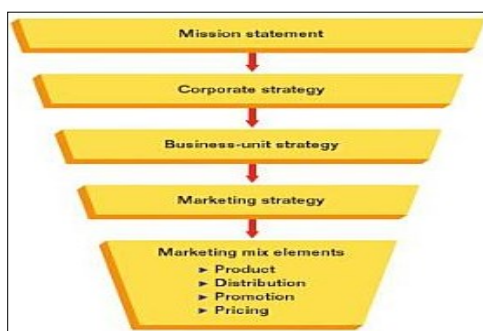 Mission statement
Corporate strategy
Business-unit strategy
Marketing strategy
Marketing mix elements
► Product
► Distribution
► Promotion
► Pricing